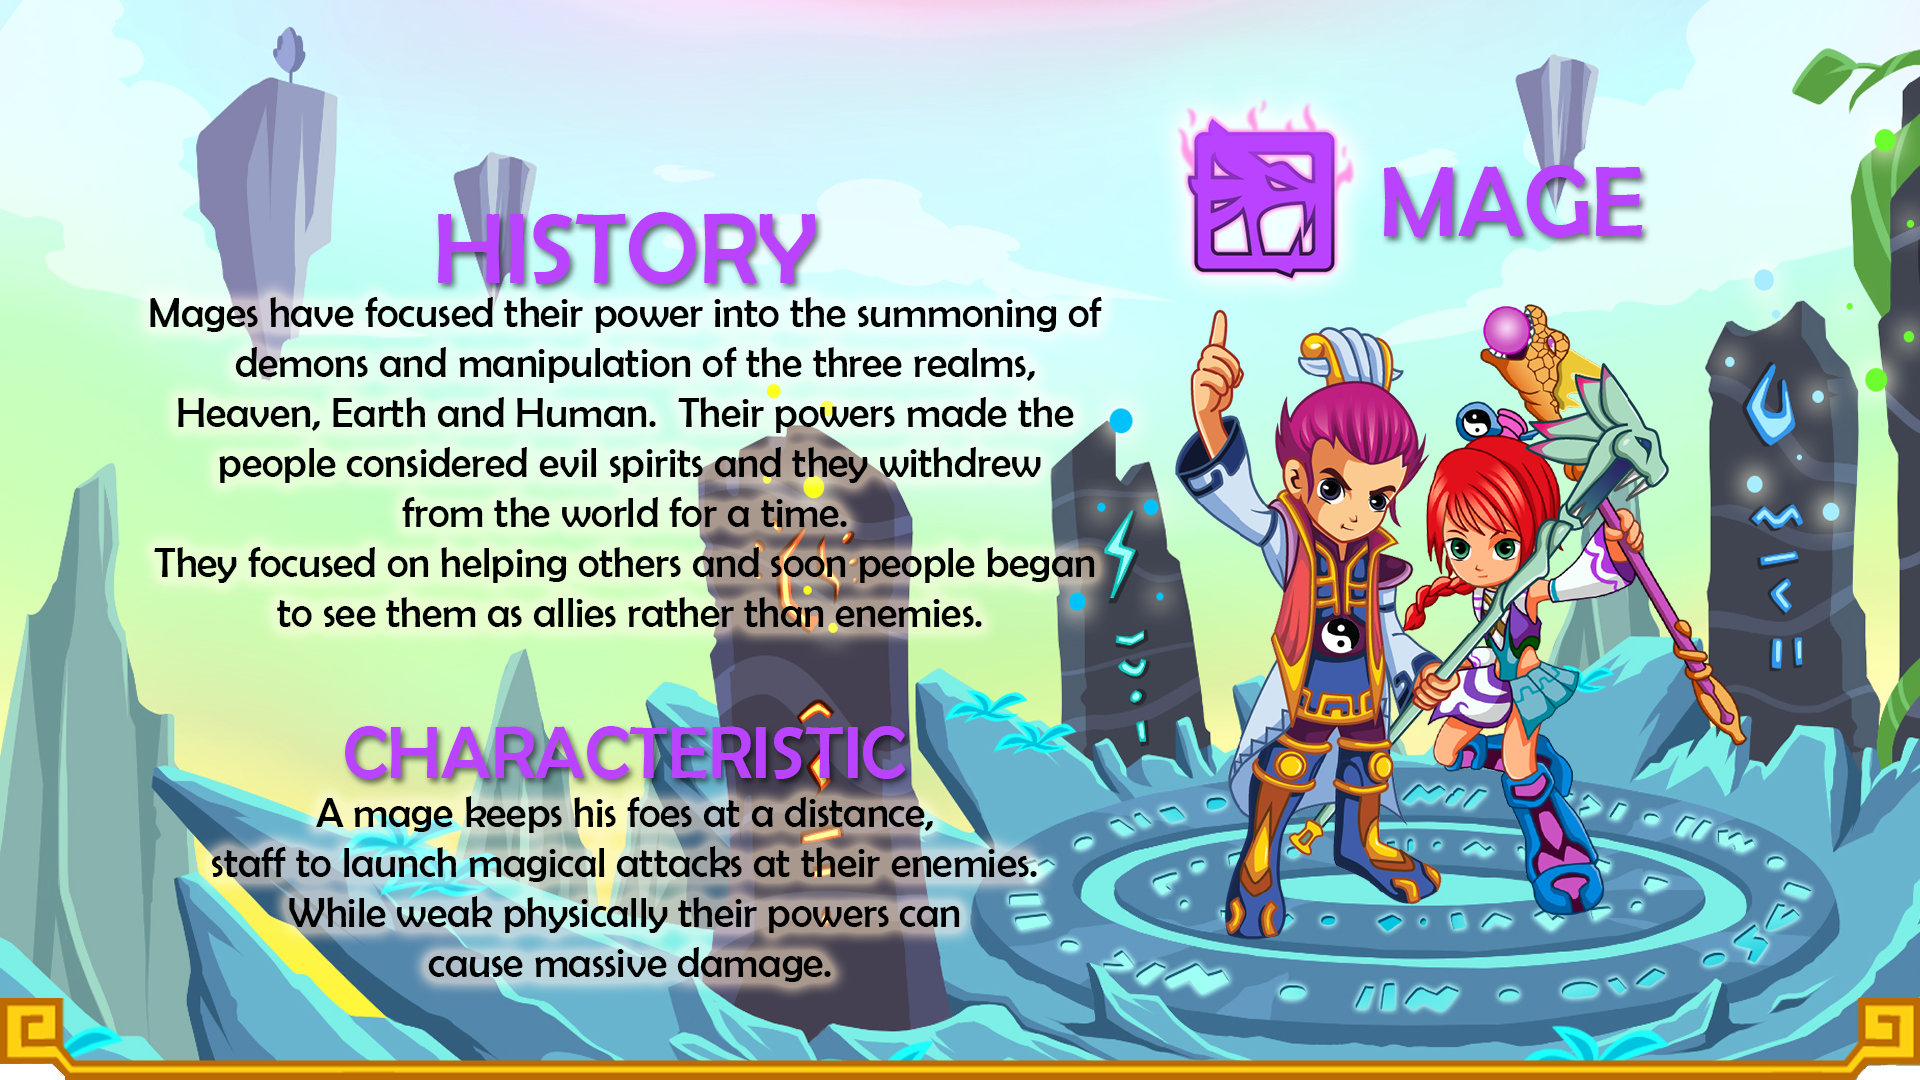 MAGE
HISTORY
Mages have focused their power into the summoning of
demons and manipulation of the three realms,
Heaven, Earth and Human.  Their powers made the
people considered evil spirits and they withdrew
from the world for a time.
They focused on helping others and soon people began
to see them as allies rather than enemies.
CHARACTERISTIC
A mage keeps his foes at a distance,
staff to launch magical attacks at their enemies.
While weak physically their powers can
cause massive damage.